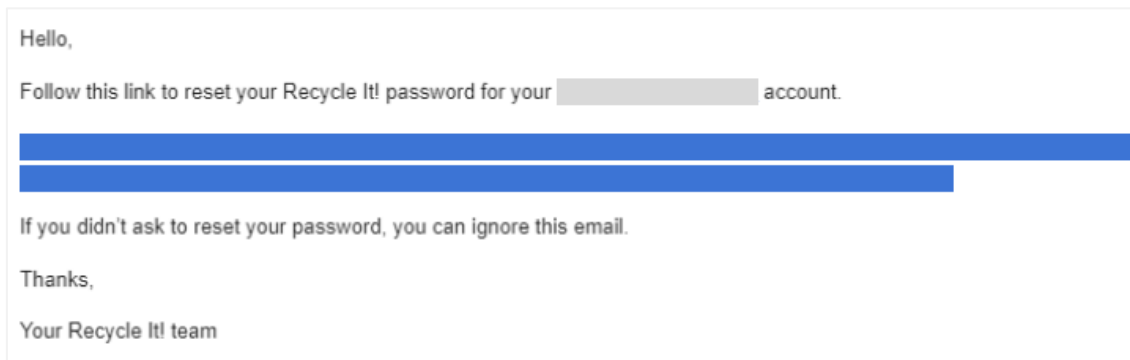 Hello,
Follow this link to reset your Recycle It! password for your account.
If you didn't ask to reset your password, you can ignore this email.
Thanks,
Your Recycle It! team